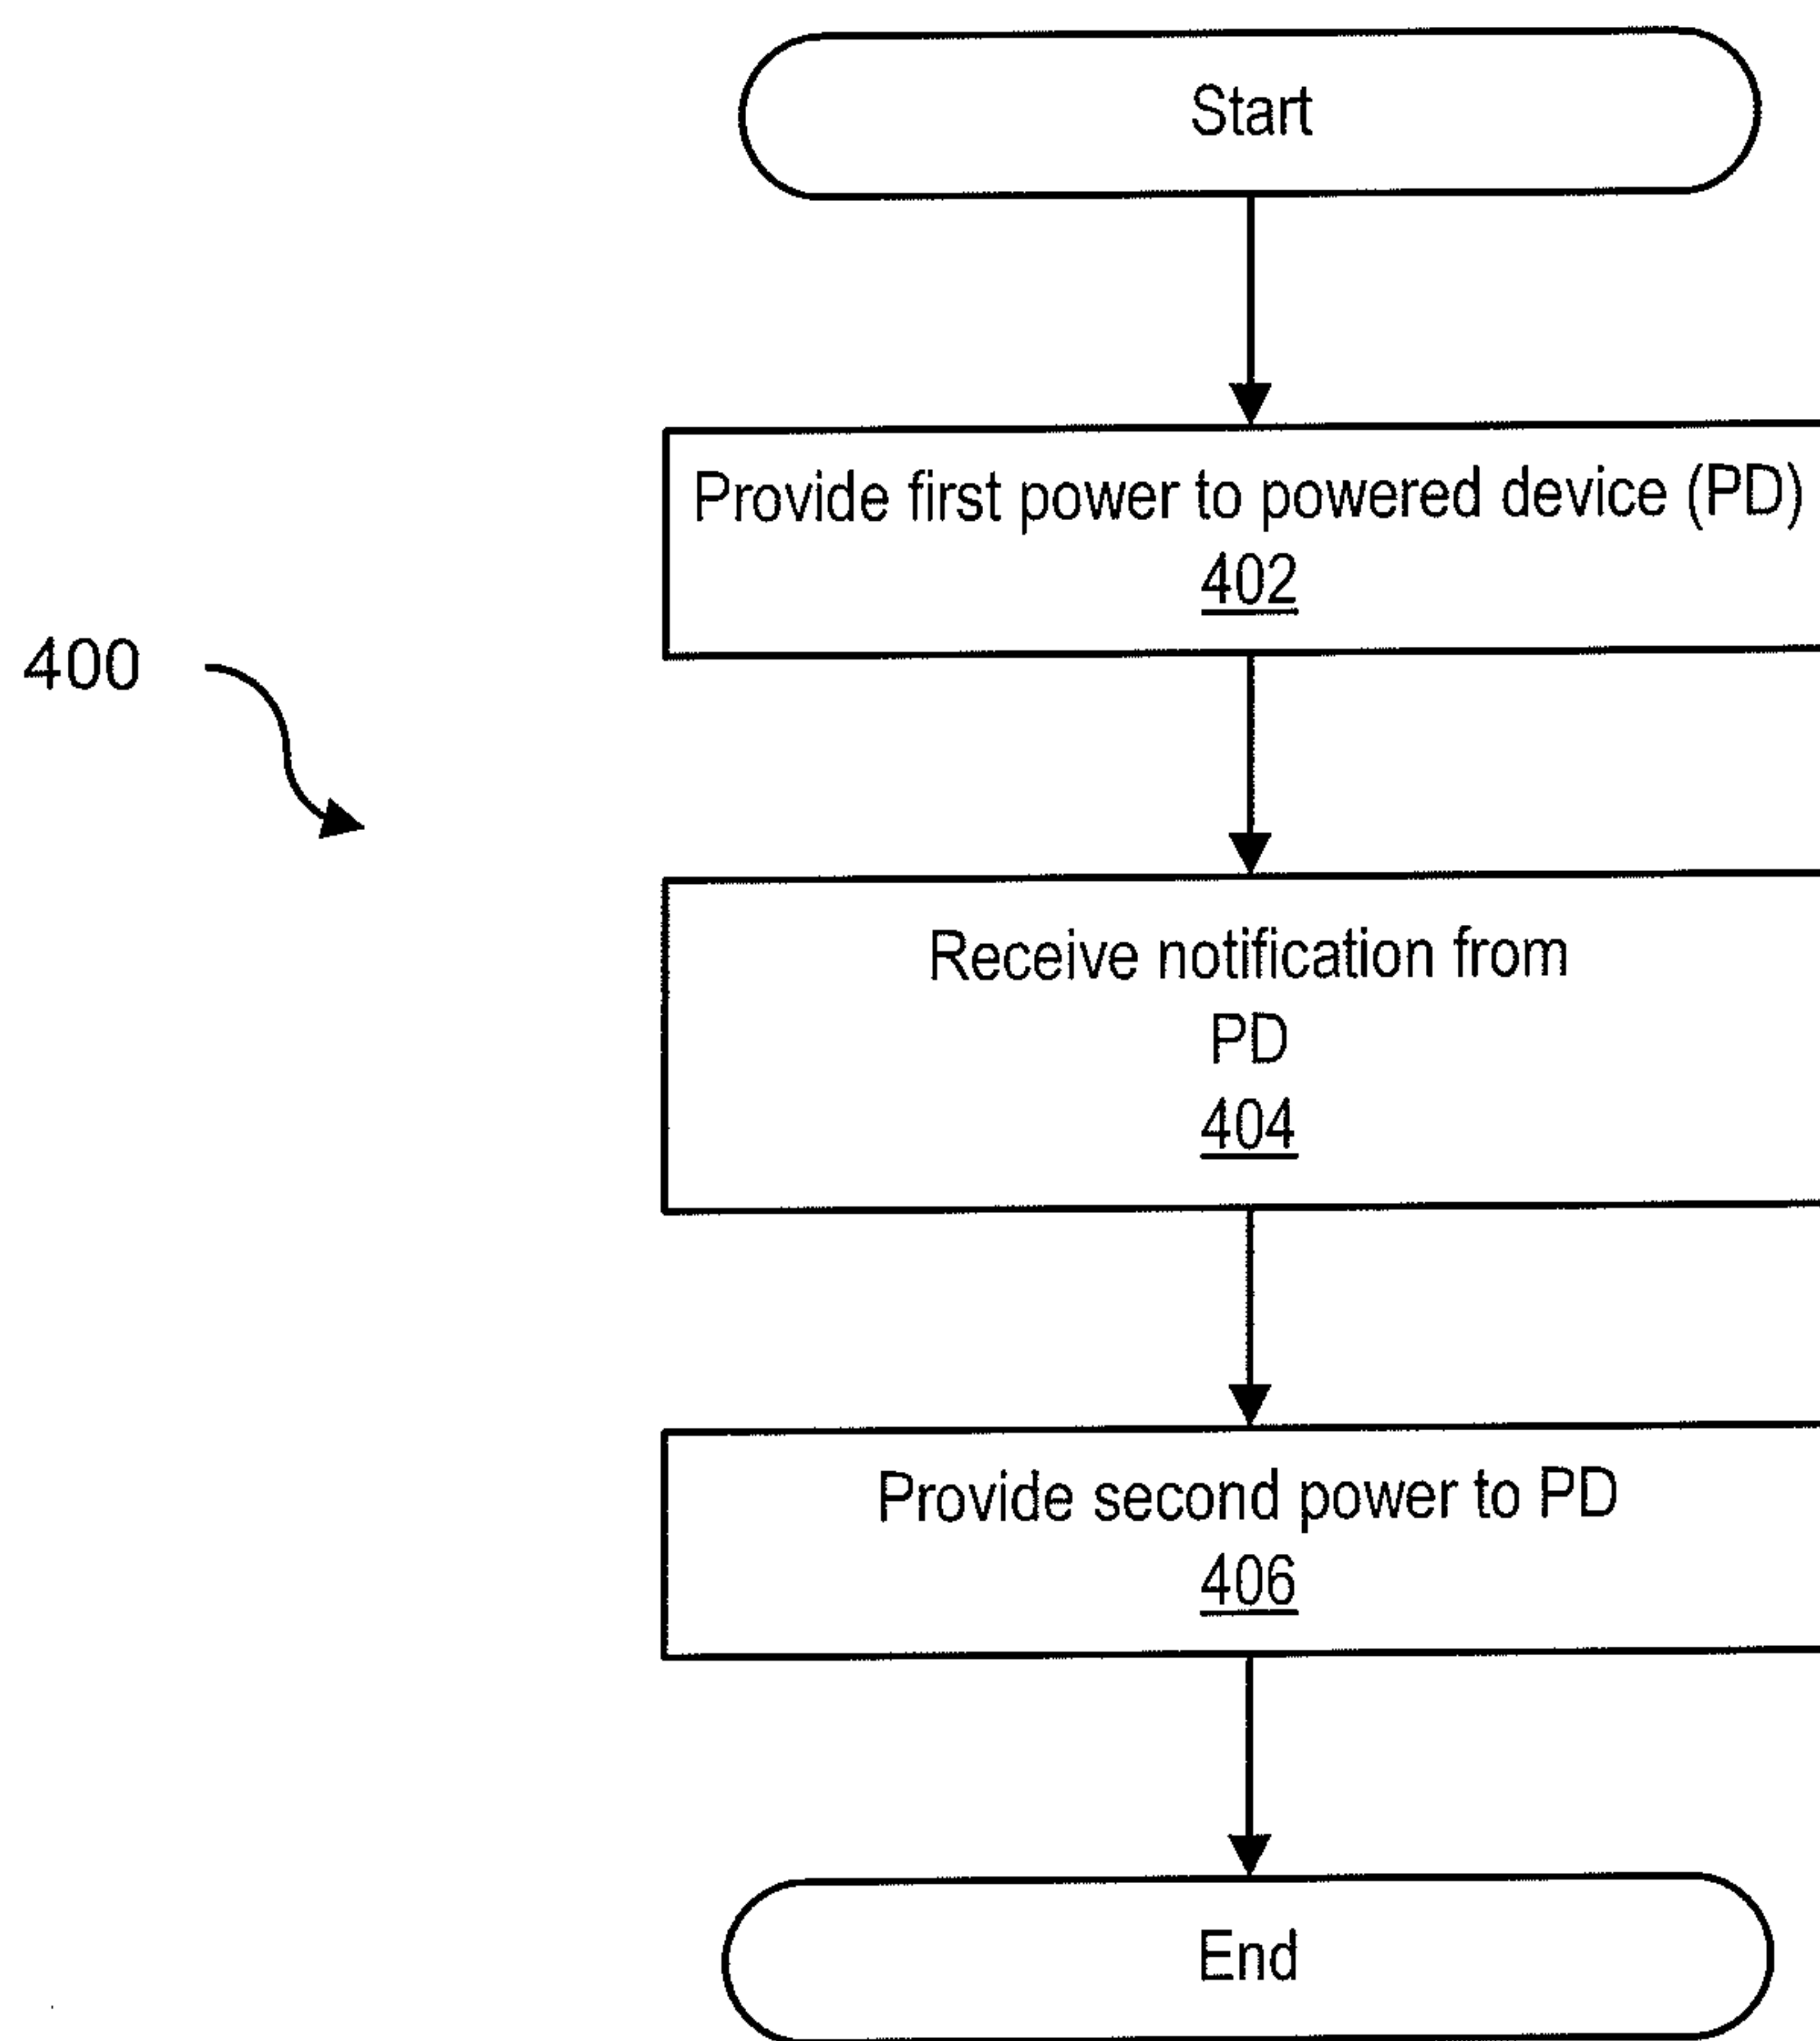 Start
Provide first power to powered device (PD)
402
400
Receive notification from
PD
404
Provide second power to PD
406
End